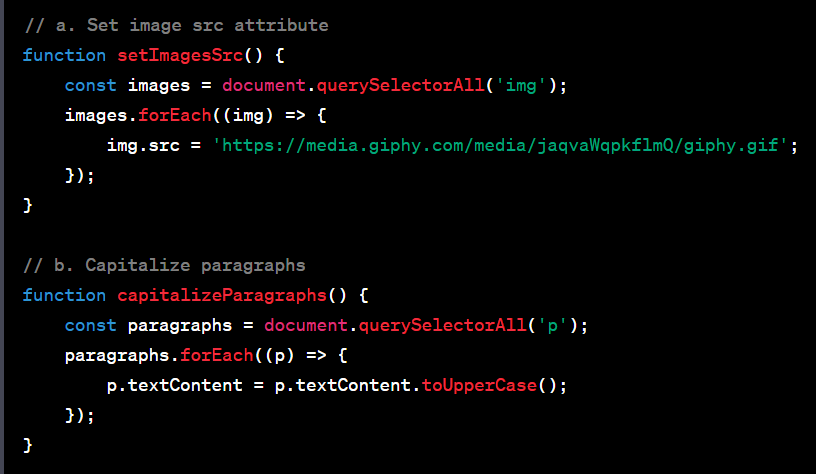 // a. Set image src attribute
function setImagesSrc() {
    const images = document.querySelectorAll('img');
    images.forEach((img) => {
        img.src = 'https://media.giphy.com/media/jaqvaWqpkflmQ/giphy.gif';
    });
}

// b. Capitalize paragraphs
function capitalizeParagraphs() {
    const paragraphs = document.querySelectorAll('p');
    paragraphs.forEach((p) => {
        p.textContent = p.textContent.toUpperCase();
    });
}